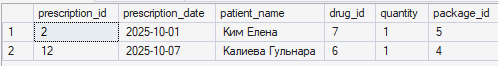 prescription_id prescription_date patient_name drug_id quantity package_id
1 2 2025-10-01 Ким Елена 7 1 5
2 12 2025-10-07 Калиева Гульнара 6 1 4